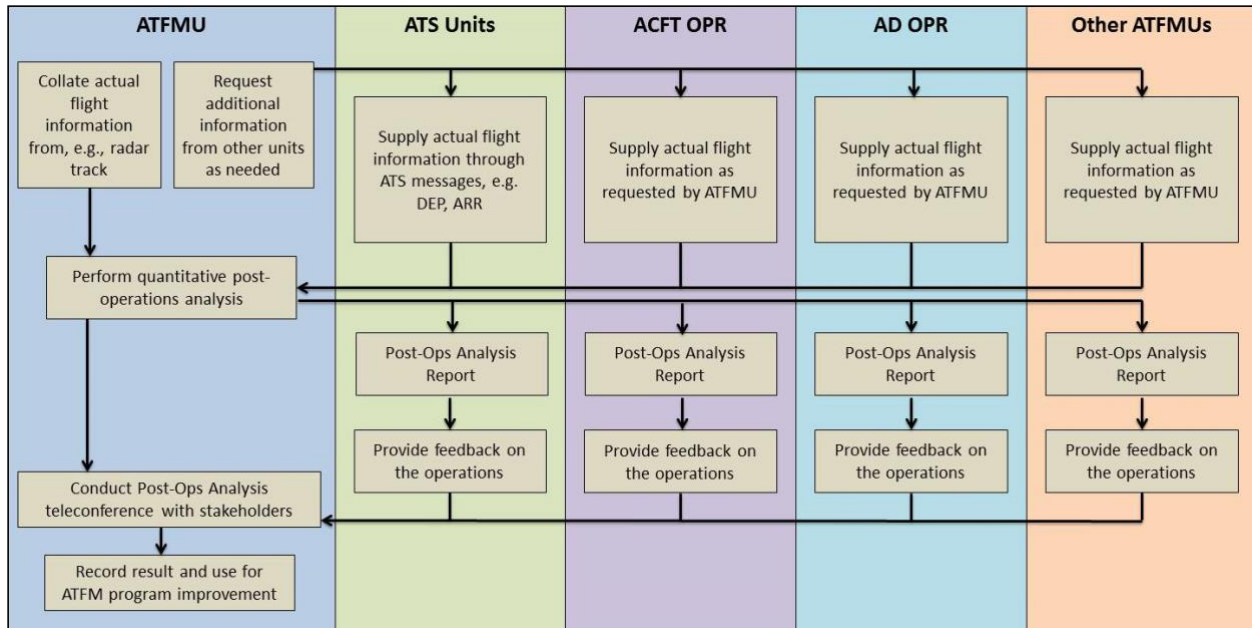 ATFMU
ATS Units
ACFT OPR
AD OPR
Other ATFMUs
Collate actual
flight
information
from, e.g., radar
track
Request
additional
information
from other units
as needed
Supply actual flight
information through
ATS messages, e.g.
DEP, ARR
Supply actual flight
information as
requested by ATFMU
Supply actual flight
information as
requested by ATFMU
Supply actual flight
information as
requested by ATFMU
Perform quantitative post-
operations analysis
Post-Ops Analysis
Report
Post-Ops Analysis
Report
Post-Ops Analysis
Report
Post-Ops Analysis
Report
Provide feedback on
the operations
Provide feedback on
the operations
Provide feedback on
the operations
Provide feedback on
the operations
Conduct Post-Ops Analysis
teleconference with stakeholders
Record result and use for
ATFM program improvement